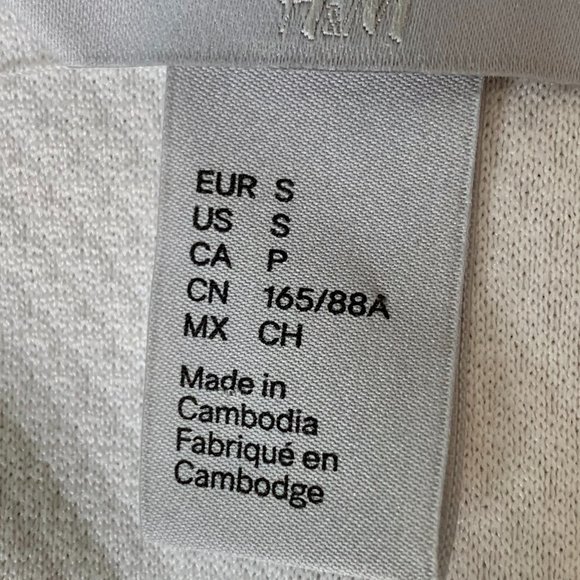 H&M
EUR S
US S
CA P
CN 165/88A
MX CH
Made in
Cambodia
Fabriqué en
Cambodge